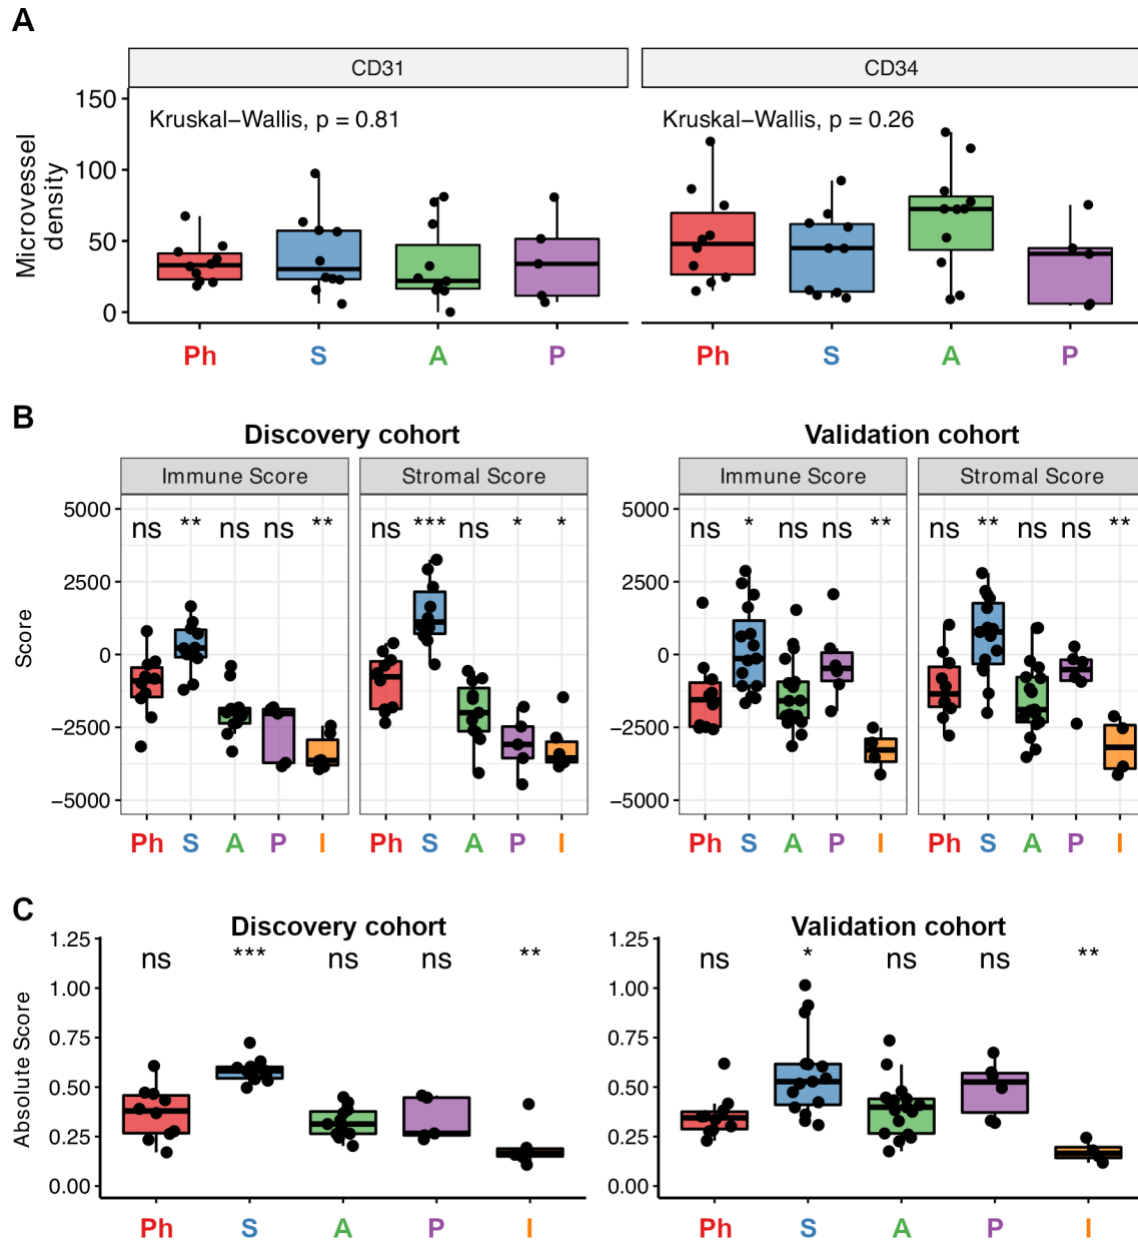 A
CD31 CD34
Microvessel density
150
100
50
0
Kruskal−Wallis, p = 0.81 Kruskal−Wallis, p = 0.26
Ph S A P Ph S A P
B
Discovery cohort Validation cohort
Immune Score Stromal Score Immune Score Stromal Score
Score
5000 5000
ns ** ns ns ** ns *** ns * * ns * ns ns ** ns ** ns ns **
2500 2500
0 0
−2500 −2500
−5000 −5000
Ph S A P I Ph S A P I Ph S A P I Ph S A P I
C
Discovery cohort Validation cohort
Absolute Score
1.25 1.25
ns *** ns ns ** ns * ns ns **
1.00 1.00
0.75 0.75
0.50 0.50
0.25 0.25
0.00 0.00
Ph S A P I Ph S A P I